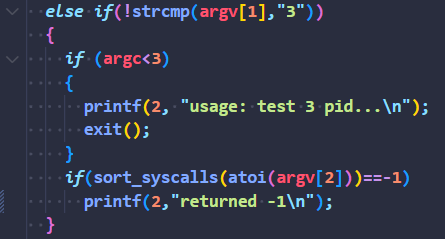 else if(!strcmp(argv[1],"3"))
{
if (argc<3)
{
printf(2, "usage: test 3 pid...\n");
exit();
}
if(sort_syscalls(atoi(argv[2]))==-1)
printf(2,"returned -1\n");
}